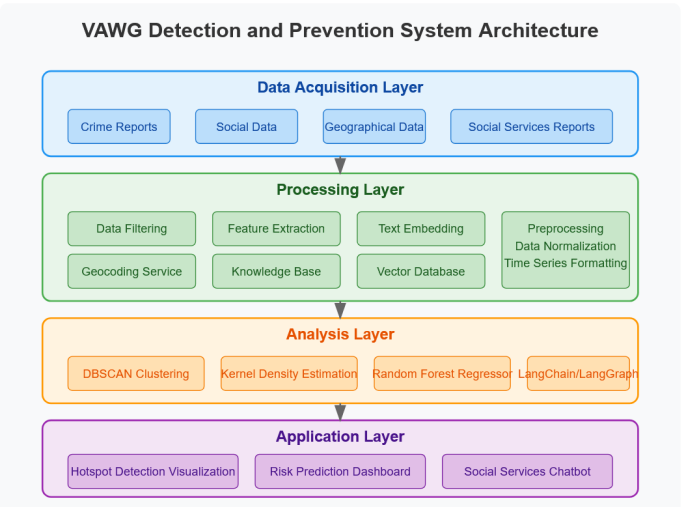 VAWG Detection and Prevention System Architecture
Data Acquisition Layer
Crime Reports
Social Data
Geographical Data
Social Services Reports
Processing Layer
Data Filtering
Feature Extraction
Text Embedding
Preprocessing
Data Normalization
Time Series Formatting
Geocoding Service
Knowledge Base
Vector Database
Analysis Layer
DBSCAN Clustering
Kernel Density Estimation
Random Forest Regressor
LangChain/LangGraph
Application Layer
Hotspot Detection Visualization
Risk Prediction Dashboard
Social Services Chatbot